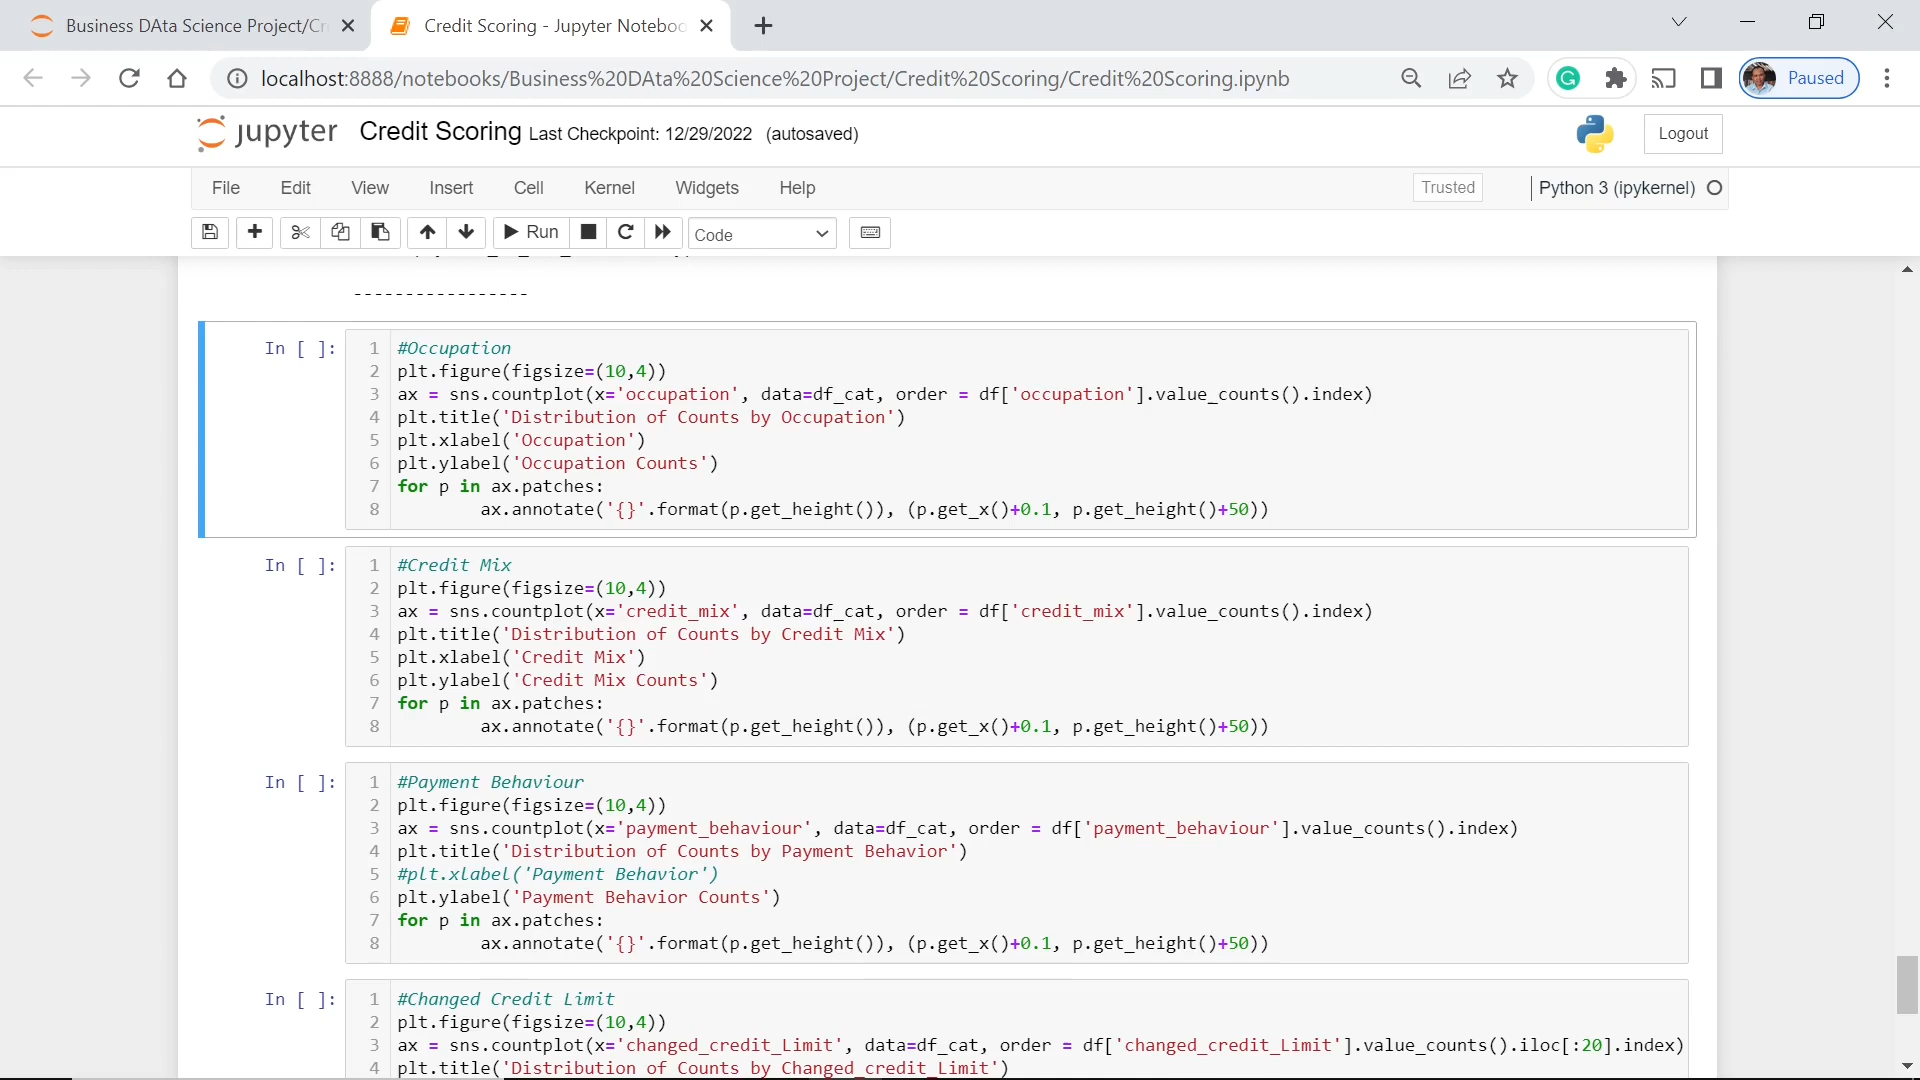 Business DAta Science Project/Cr
Credit Scoring - Jupyter Noteboo
localhost:8888/notebooks/Business%20DAta%20Science%20Project/Credit%20Scoring/Credit%20Scoring.ipynb
Paused
jupyter Credit Scoring Last Checkpoint: 12/29/2022 (autosaved)
Logout
File Edit View Insert Cell Kernel Widgets Help
Trusted
Python 3 (ipykernel)
Run
Code
-----------------
In [ ]:
1 #Occupation
2 plt.figure(figsize=(10,4))
3 ax = sns.countplot(x='occupation', data=df_cat, order = df['occupation'].value_counts().index)
4 plt.title('Distribution of Counts by Occupation')
5 plt.xlabel('Occupation')
6 plt.ylabel('Occupation Counts')
7 for p in ax.patches:
8         ax.annotate('{}'.format(p.get_height()), (p.get_x()+0.1, p.get_height()+50))
In [ ]:
1 #Credit Mix
2 plt.figure(figsize=(10,4))
3 ax = sns.countplot(x='credit_mix', data=df_cat, order = df['credit_mix'].value_counts().index)
4 plt.title('Distribution of Counts by Credit Mix')
5 plt.xlabel('Credit Mix')
6 plt.ylabel('Credit Mix Counts')
7 for p in ax.patches:
8         ax.annotate('{}'.format(p.get_height()), (p.get_x()+0.1, p.get_height()+50))
In [ ]:
1 #Payment Behaviour
2 plt.figure(figsize=(10,4))
3 ax = sns.countplot(x='payment_behaviour', data=df_cat, order = df['payment_behaviour'].value_counts().index)
4 plt.title('Distribution of Counts by Payment Behavior')
5 #plt.xlabel('Payment Behavior')
6 plt.ylabel('Payment Behavior Counts')
7 for p in ax.patches:
8         ax.annotate('{}'.format(p.get_height()), (p.get_x()+0.1, p.get_height()+50))
In [ ]:
1 #Changed Credit Limit
2 plt.figure(figsize=(10,4))
3 ax = sns.countplot(x='changed_credit_Limit', data=df_cat, order = df['changed_credit_Limit'].value_counts().iloc[:20].index)
4 plt.title('Distribution of Counts by Changed_credit_Limit')